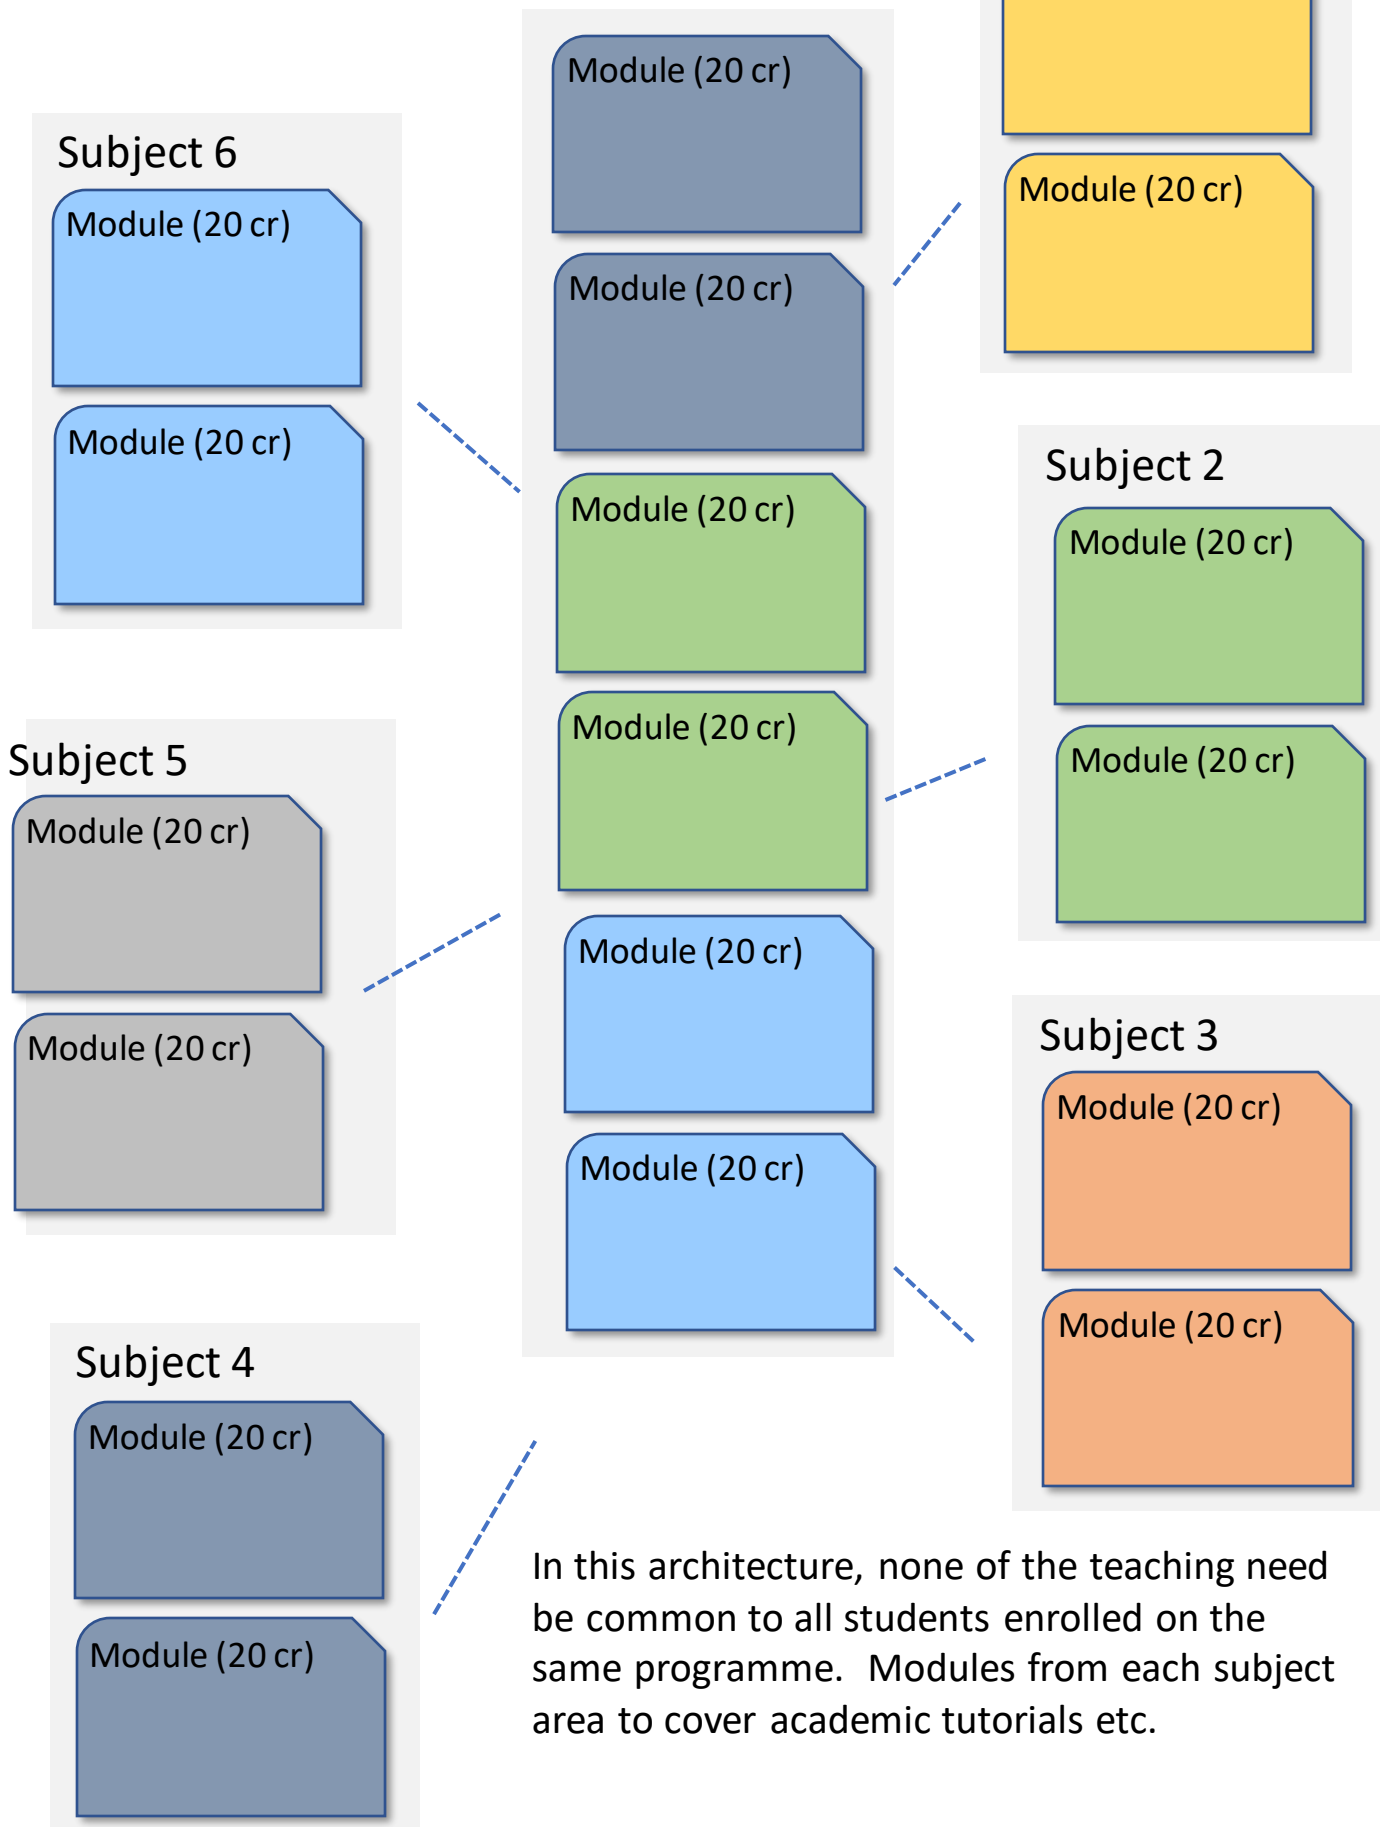 Module (20 cr)
Module (20 cr)
Module (20 cr)
Module (20 cr)
Module (20 cr)
Module (20 cr)
Subject 6
Module (20 cr)
Module (20 cr)
Subject 5
Module (20 cr)
Module (20 cr)
Subject 4
Module (20 cr)
Module (20 cr)
Module (20 cr)
Subject 2
Module (20 cr)
Module (20 cr)
Subject 3
Module (20 cr)
Module (20 cr)
In this architecture, none of the teaching need
be common to all students enrolled on the
same programme. Modules from each subject
area to cover academic tutorials etc.